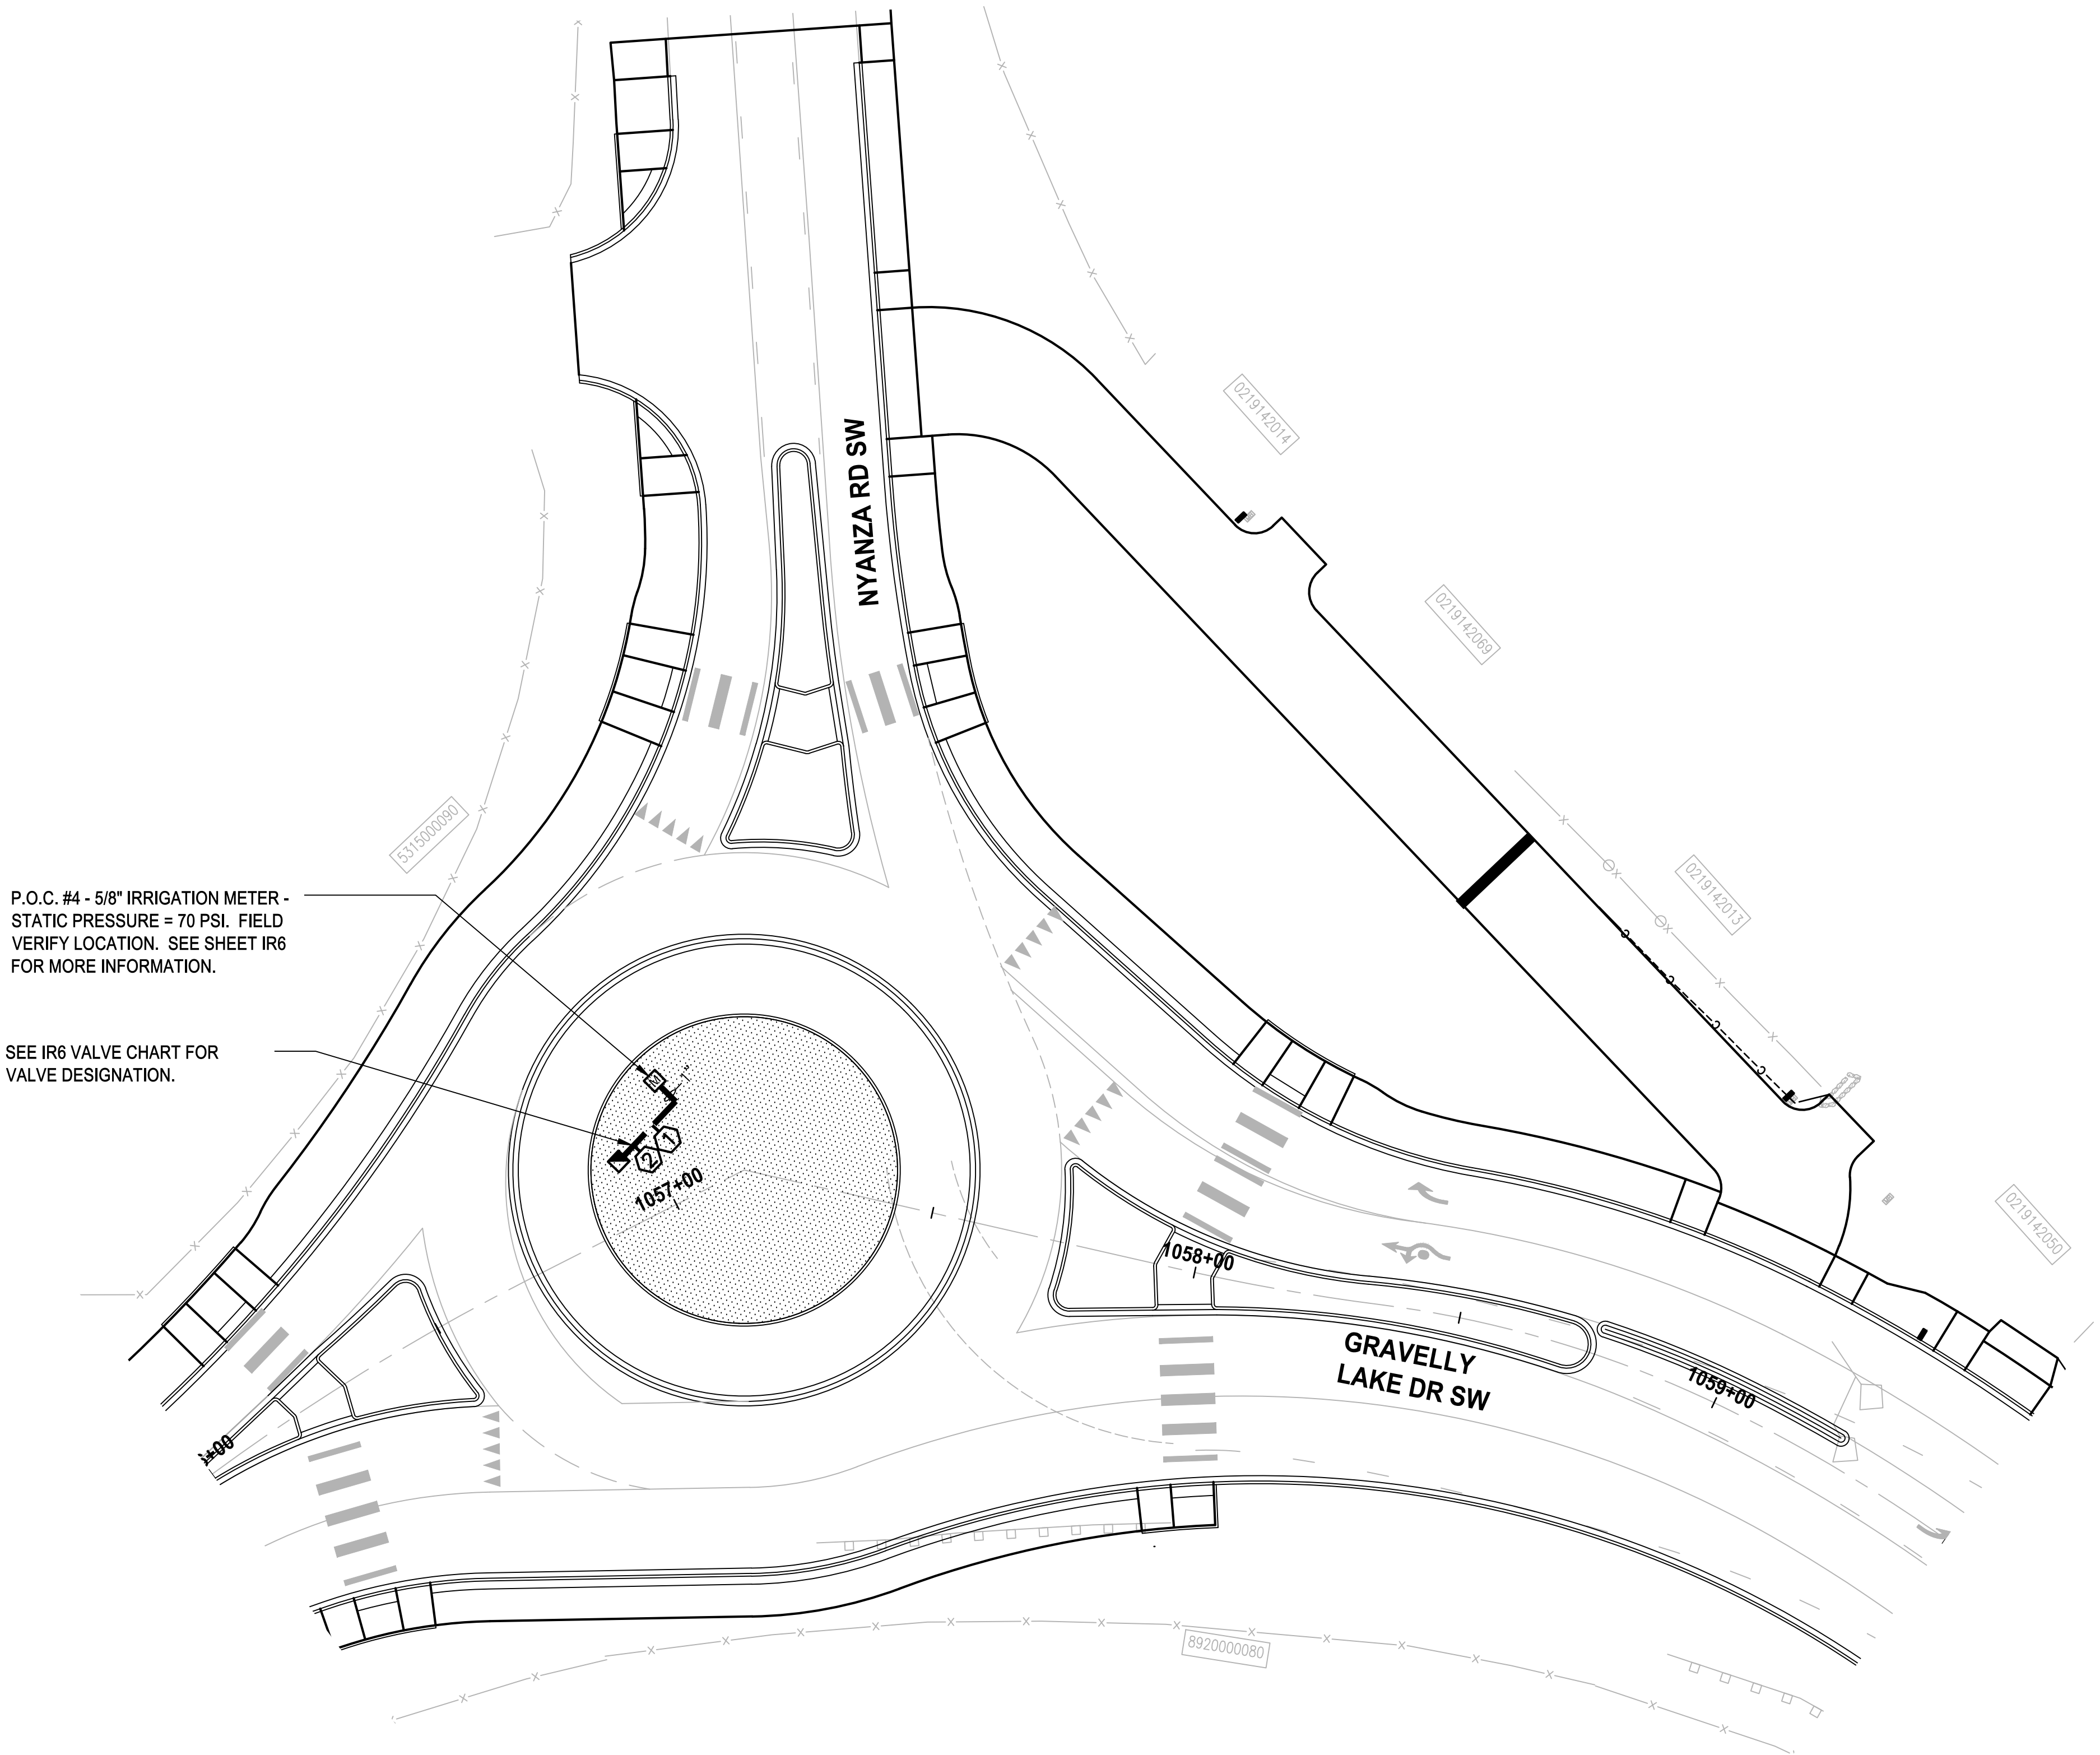 NYANZA RD SW
0219142014
0219142069
5315000090
0219142013
P.O.C. #4 - 5/8" IRRIGATION METER -
STATIC PRESSURE = 70 PSI.  FIELD
VERIFY LOCATION.  SEE SHEET IR6
FOR MORE INFORMATION.
SEE IR6 VALVE CHART FOR
VALVE DESIGNATION.
M
1"
1
2
1057+00
0219142050
1058+00
GRAVELLY
LAKE DR SW
1059+00
+00
8920000080